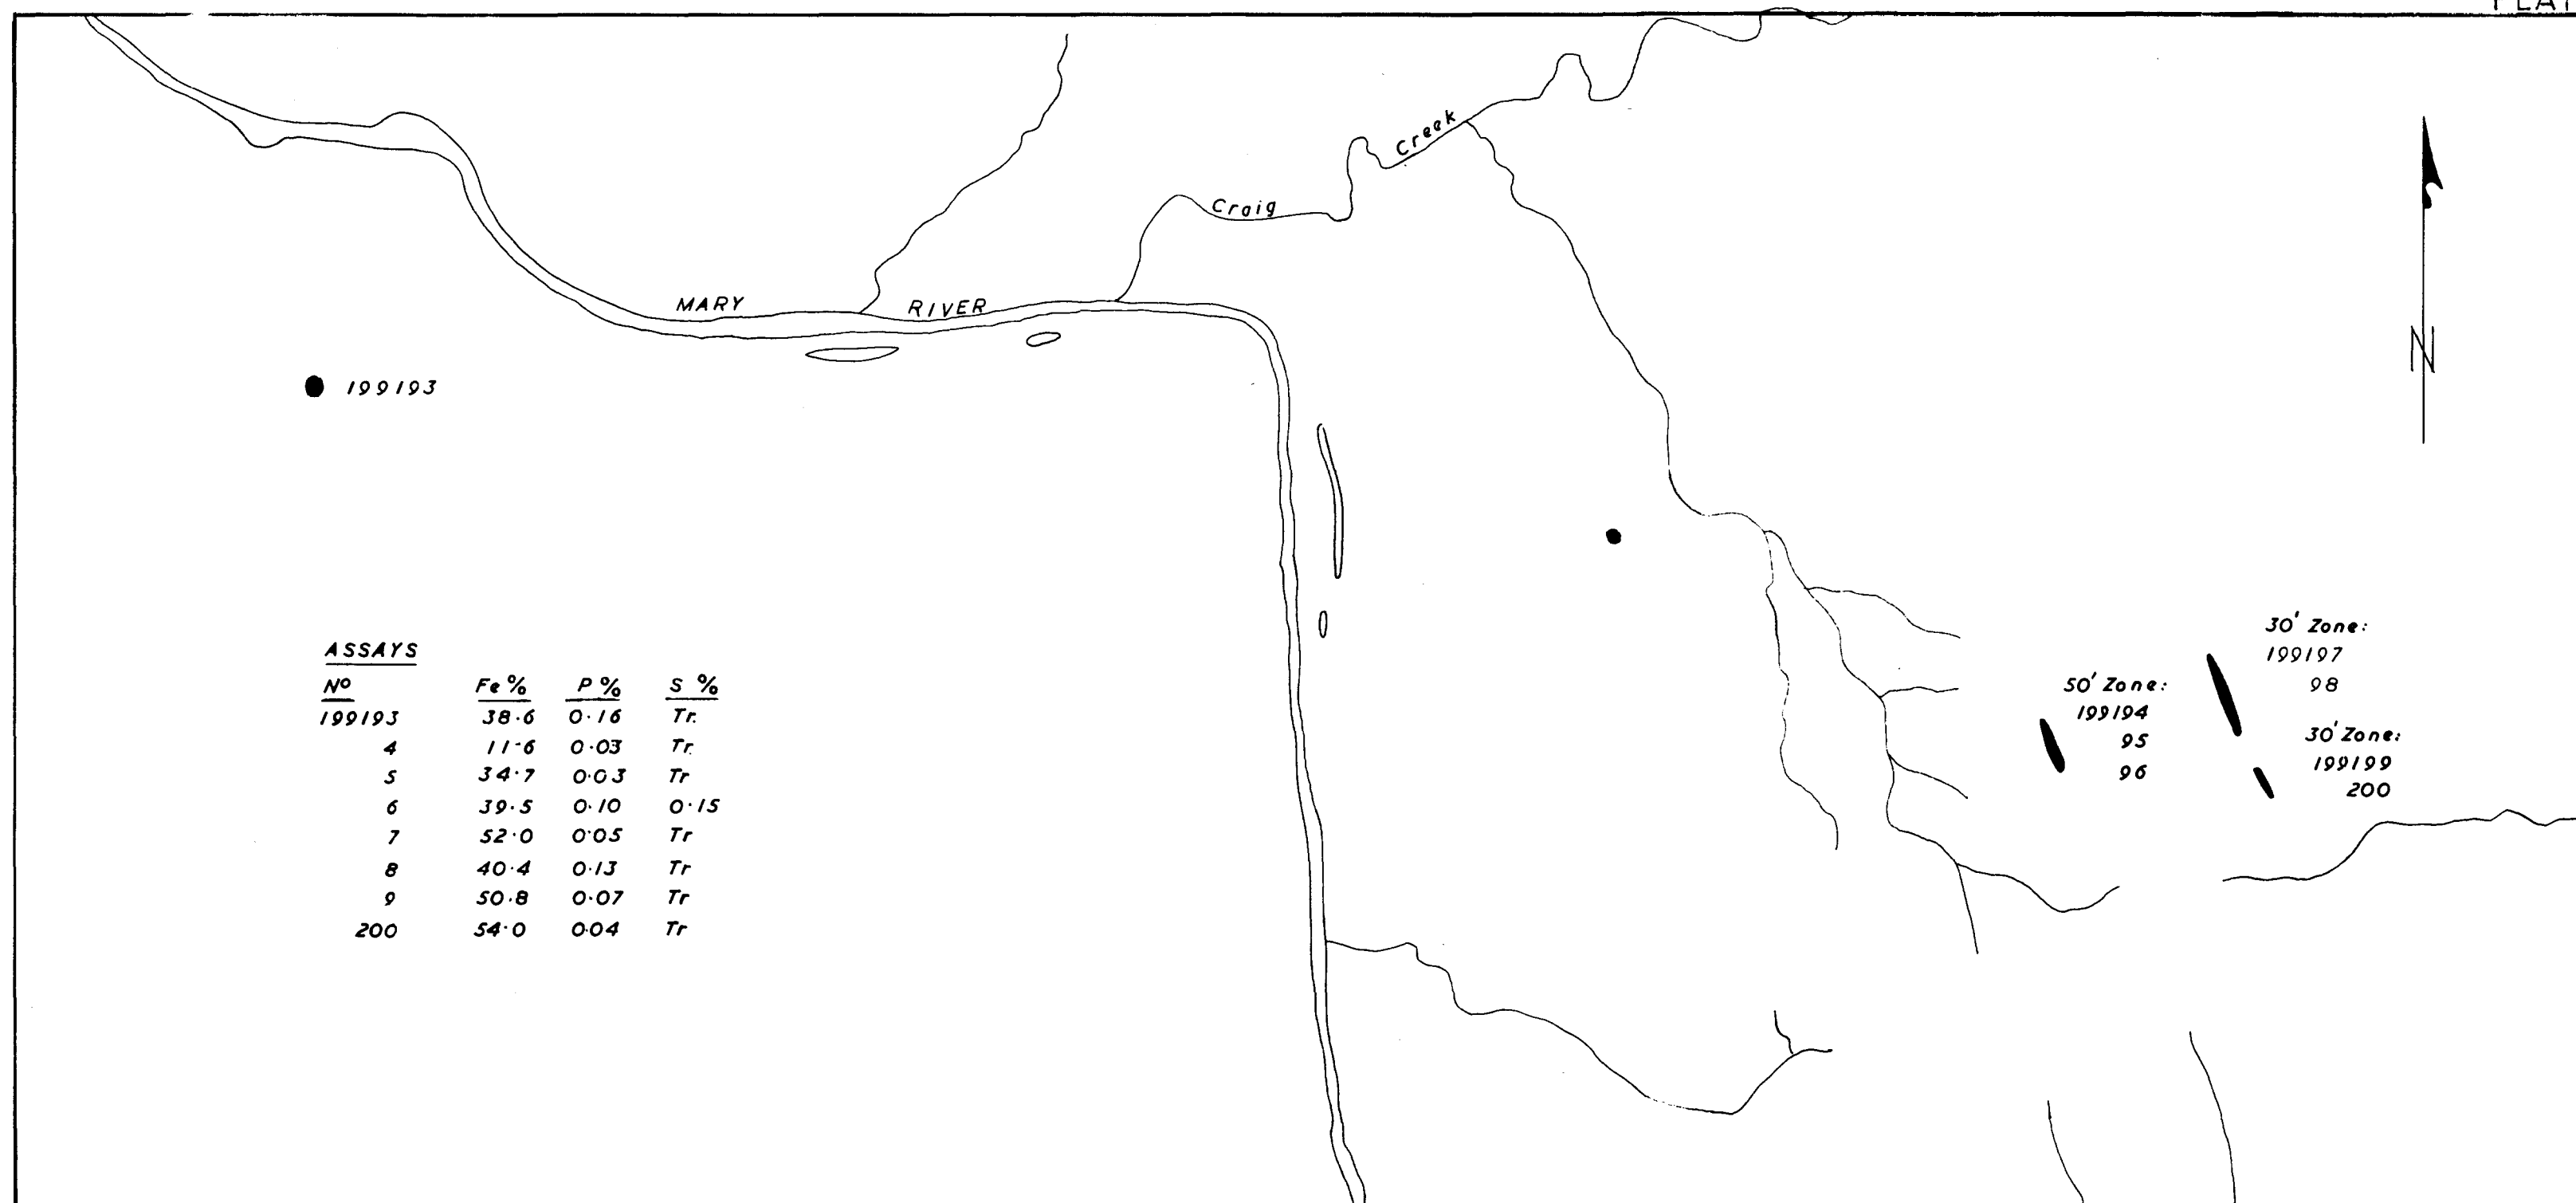 Creek
Craig
MARY RIVER
N
199193
ASSAYS
Nº Fe % P % S %
199193 38·6 0·16 Tr.
4 11·6 0·03 Tr.
5 34·7 0·03 Tr
6 39·5 0·10 0·15
7 52·0 0·05 Tr
8 40·4 0·13 Tr
9 50·8 0·07 Tr
200 54·0 0·04 Tr
50' Zone:
199194
95
96
30' Zone:
199197
98
30' Zone:
199199
200